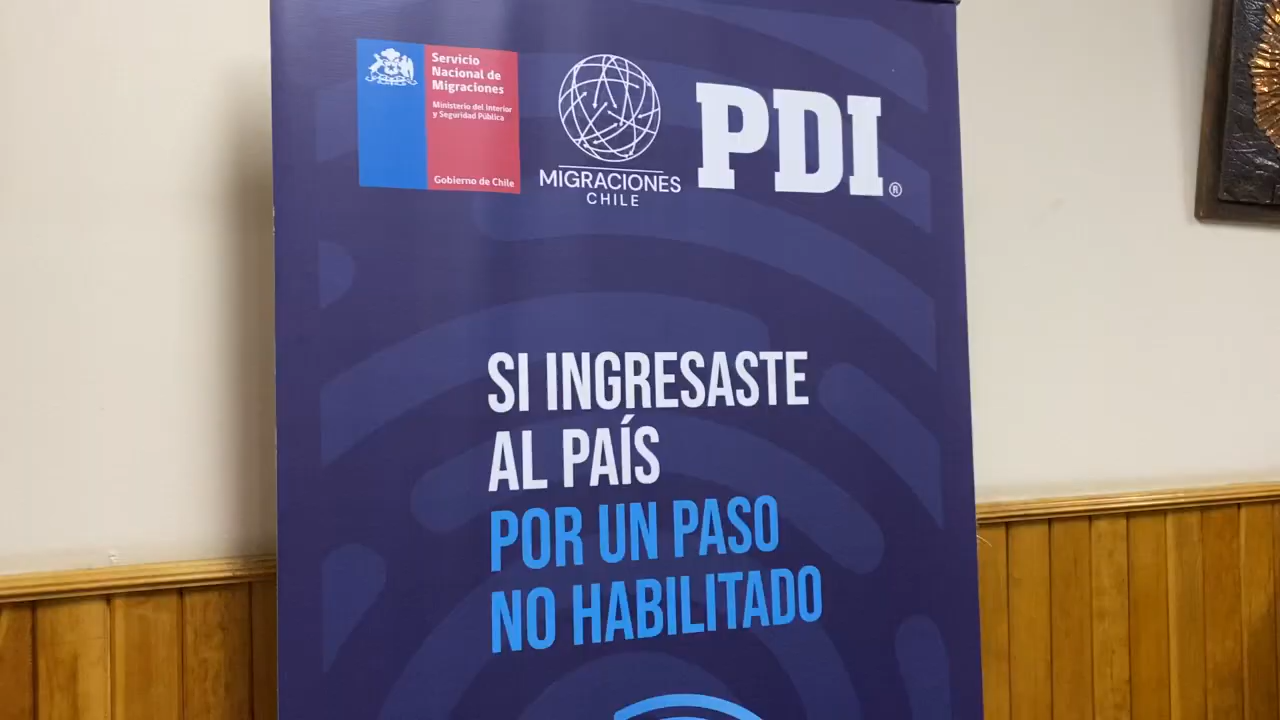 Servicio
Nacional de
Migraciones
Ministerio del Interior
y Seguridad Pública
Gobierno de Chile
MIGRACIONES
CHILE
PDI®
SI INGRESASTE
AL PAÍS
POR UN PASO
NO HABILITADO